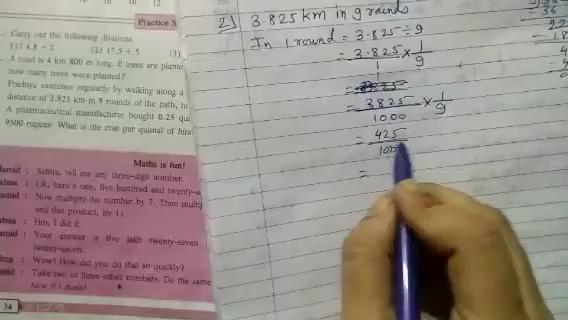 Practice S
Carry out the following divisions.
(1) 4.8 ÷ 2 (2) 17.5 ÷ 5 (3)
A road is 4 km 800 m long. If trees are plante
how many trees were planted?
Pradnya exercises regularly by walking along a
distance of 3.825 km in 9 rounds of the path, h
A pharmaceutical manufacturer bought 0.25 qu
9500 rupees. What is the cost per quintal of hira
Maths is fun!
: Salma, tell me any three-digit number.
: Ok, here's one, five hundred and twenty-
: Now multiply the number by 7. Then multip
and this product, by 11.
: Hm, I did it.
: Your answer is five lakh twenty-seven
twenty-seven.
: Wow! How did you do that so quickly?
: Take two or three other numbers. Do the same
how it's done!
34
2) 3.825 km in 9 rounds
In 1 round = 3.825 ÷ 9
= 3.825/1 × 1/9
= 3825/1000 × 1/9
= 425/1000
=